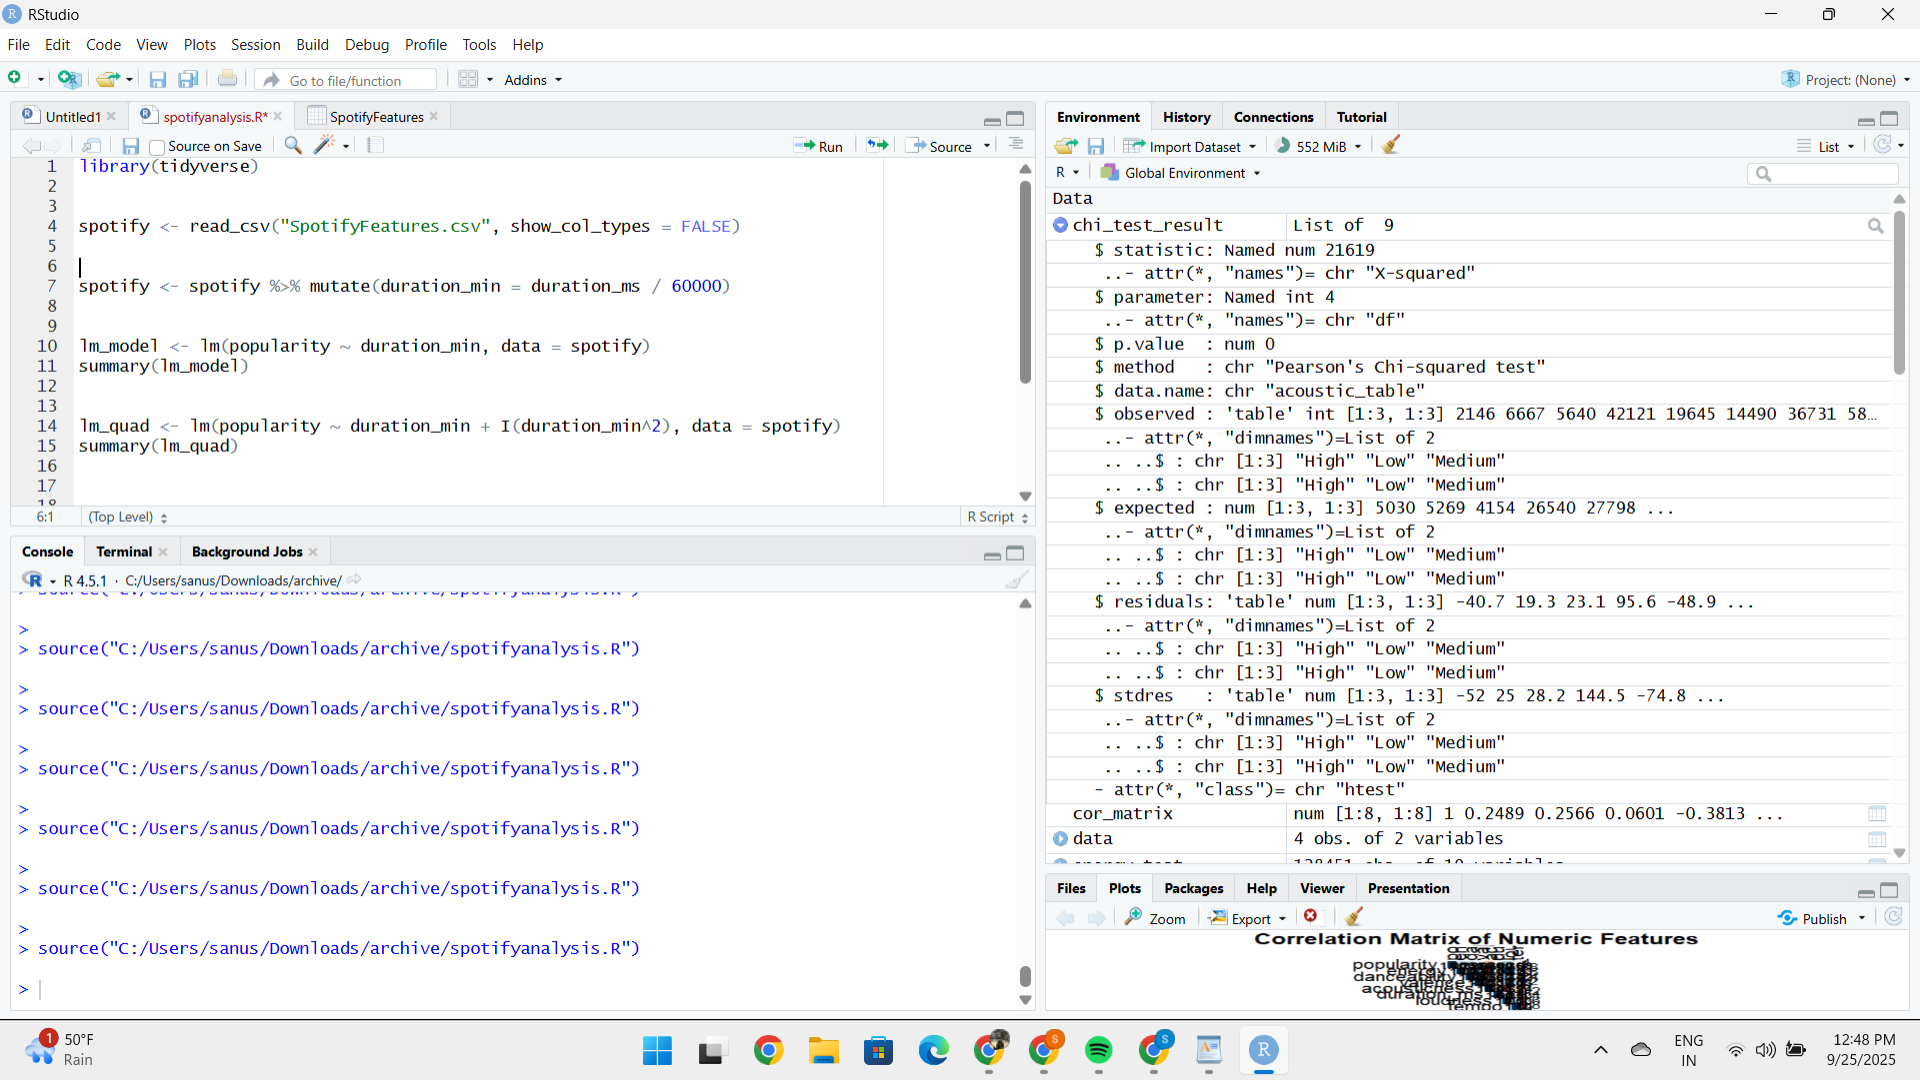 RStudio
File Edit Code View Plots Session Build Debug Profile Tools Help
Go to file/function
Addins
Project: (None)
Untitled1
spotifyanalysis.R*
SpotifyFeatures
Source on Save
Run
Source
1 library(tidyverse)
2
3
4 spotify <- read_csv("SpotifyFeatures.csv", show_col_types = FALSE)
5
6
7 spotify <- spotify %>% mutate(duration_min = duration_ms / 60000)
8
9
10 lm_model <- lm(popularity ~ duration_min, data = spotify)
11 summary(lm_model)
12
13
14 lm_quad <- lm(popularity ~ duration_min + I(duration_min^2), data = spotify)
15 summary(lm_quad)
16
17
18
6:1 (Top Level) R Script
Console Terminal Background Jobs
R 4.5.1 · C:/Users/sanus/Downloads/archive/
> source("C:/Users/sanus/Downloads/archive/spotifyanalysis.R")
>
> source("C:/Users/sanus/Downloads/archive/spotifyanalysis.R")
>
> source("C:/Users/sanus/Downloads/archive/spotifyanalysis.R")
>
> source("C:/Users/sanus/Downloads/archive/spotifyanalysis.R")
>
> source("C:/Users/sanus/Downloads/archive/spotifyanalysis.R")
>
> source("C:/Users/sanus/Downloads/archive/spotifyanalysis.R")
>
> source("C:/Users/sanus/Downloads/archive/spotifyanalysis.R")
>
Environment History Connections Tutorial
Import Dataset 552 MiB List
R Global Environment
Data
chi_test_result List of 9
$ statistic: Named num 21619
..- attr(*, "names")= chr "X-squared"
$ parameter: Named int 4
..- attr(*, "names")= chr "df"
$ p.value : num 0
$ method : chr "Pearson's Chi-squared test"
$ data.name: chr "acoustic_table"
$ observed : 'table' int [1:3, 1:3] 2146 6667 5640 42121 19645 14490 36731 58…
..- attr(*, "dimnames")=List of 2
.. ..$ : chr [1:3] "High" "Low" "Medium"
.. ..$ : chr [1:3] "High" "Low" "Medium"
$ expected : num [1:3, 1:3] 5030 5269 4154 26540 27798 ...
..- attr(*, "dimnames")=List of 2
.. ..$ : chr [1:3] "High" "Low" "Medium"
.. ..$ : chr [1:3] "High" "Low" "Medium"
$ residuals: 'table' num [1:3, 1:3] -40.7 19.3 23.1 95.6 -48.9 ...
..- attr(*, "dimnames")=List of 2
.. ..$ : chr [1:3] "High" "Low" "Medium"
.. ..$ : chr [1:3] "High" "Low" "Medium"
$ stdres : 'table' num [1:3, 1:3] -52 25 28.2 144.5 -74.8 ...
..- attr(*, "dimnames")=List of 2
.. ..$ : chr [1:3] "High" "Low" "Medium"
.. ..$ : chr [1:3] "High" "Low" "Medium"
- attr(*, "class")= chr "htest"
cor_matrix num [1:8, 1:8] 1 0.2489 0.2566 0.0601 -0.3813 ...
data 4 obs. of 2 variables
Files Plots Packages Help Viewer Presentation
Zoom Export Publish
Correlation Matrix of Numeric Features
popularity
energy
danceability
valence
acousticness
duration_ms
loudness
tempo
1
50°F
Rain
ENG
IN
12:48 PM
9/25/2025